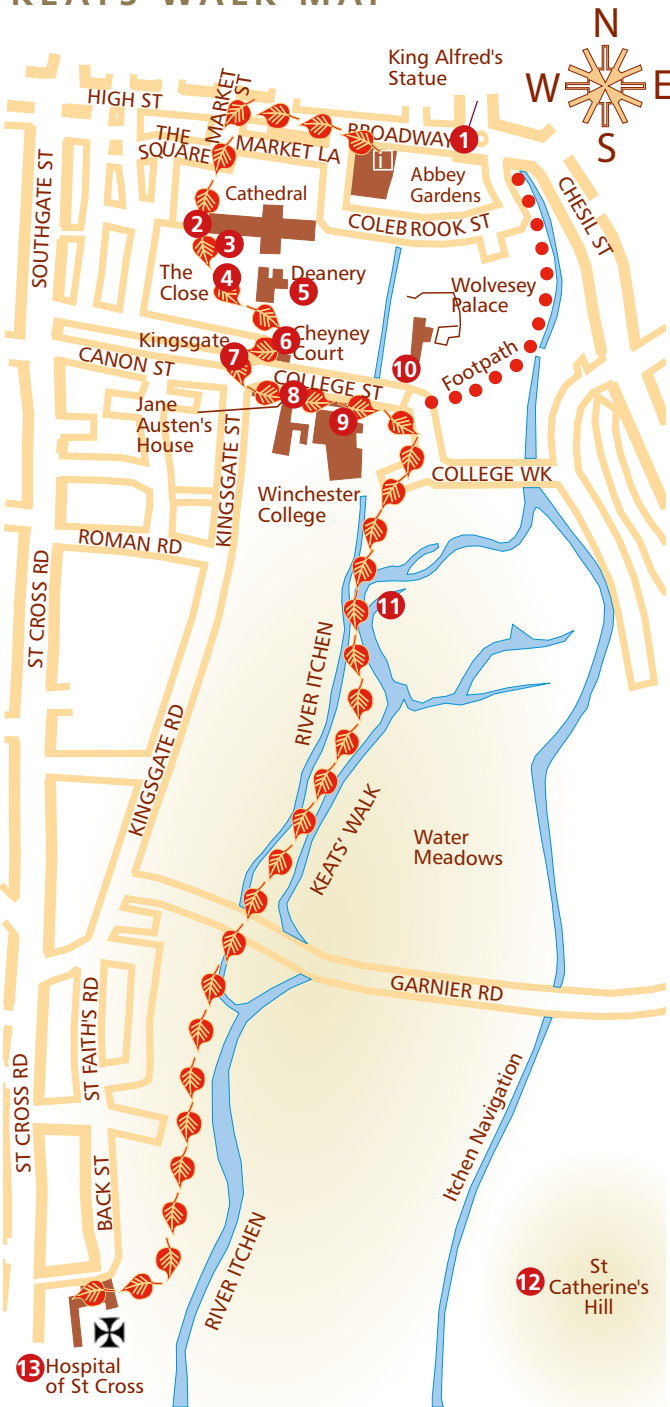 KEATS WALK MAP
N
W
E
S
King Alfred's
Statue
HIGH ST
MARKET
ST
THE
SQUARE
MARKET LA
BROADWAY
1
i
Abbey
Gardens
SOUTHGATE ST
Cathedral
COLEBROOK ST
CHESIL ST
2
3
The
Close
4
Deanery
5
Wolvesey
Palace
Kingsgate
6
Cheyney
Court
7
10
Footpath
CANON ST
COLLEGE ST
8
Jane
Austen's
House
9
KINGSGATE ST
COLLEGE WK
Winchester
College
ROMAN RD
ST CROSS RD
11
RIVER ITCHEN
KINGSGATE RD
KEATS' WALK
Water
Meadows
GARNIER RD
ST FAITH'S RD
ST CROSS RD
Itchen Navigation
BACK ST
RIVER ITCHEN
12
St
Catherine's
Hill
13
Hospital
of St Cross